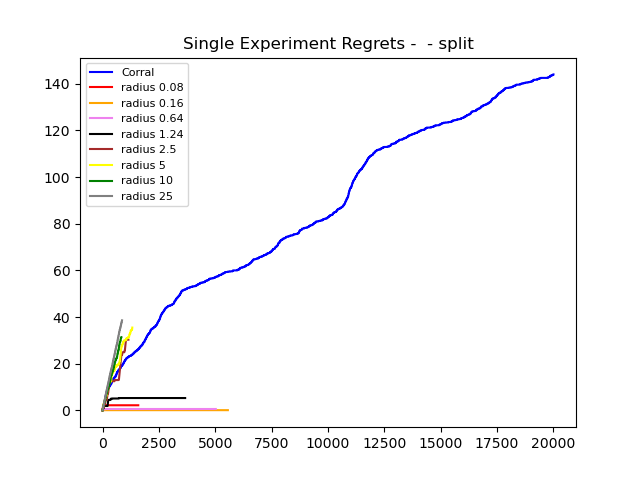 Single Experiment Regrets -  - split
Corral
radius 0.08
radius 0.16
radius 0.64
radius 1.24
radius 2.5
radius 5
radius 10
radius 25
140
120
100
80
60
40
20
0
0 2500 5000 7500 10000 12500 15000 17500 20000